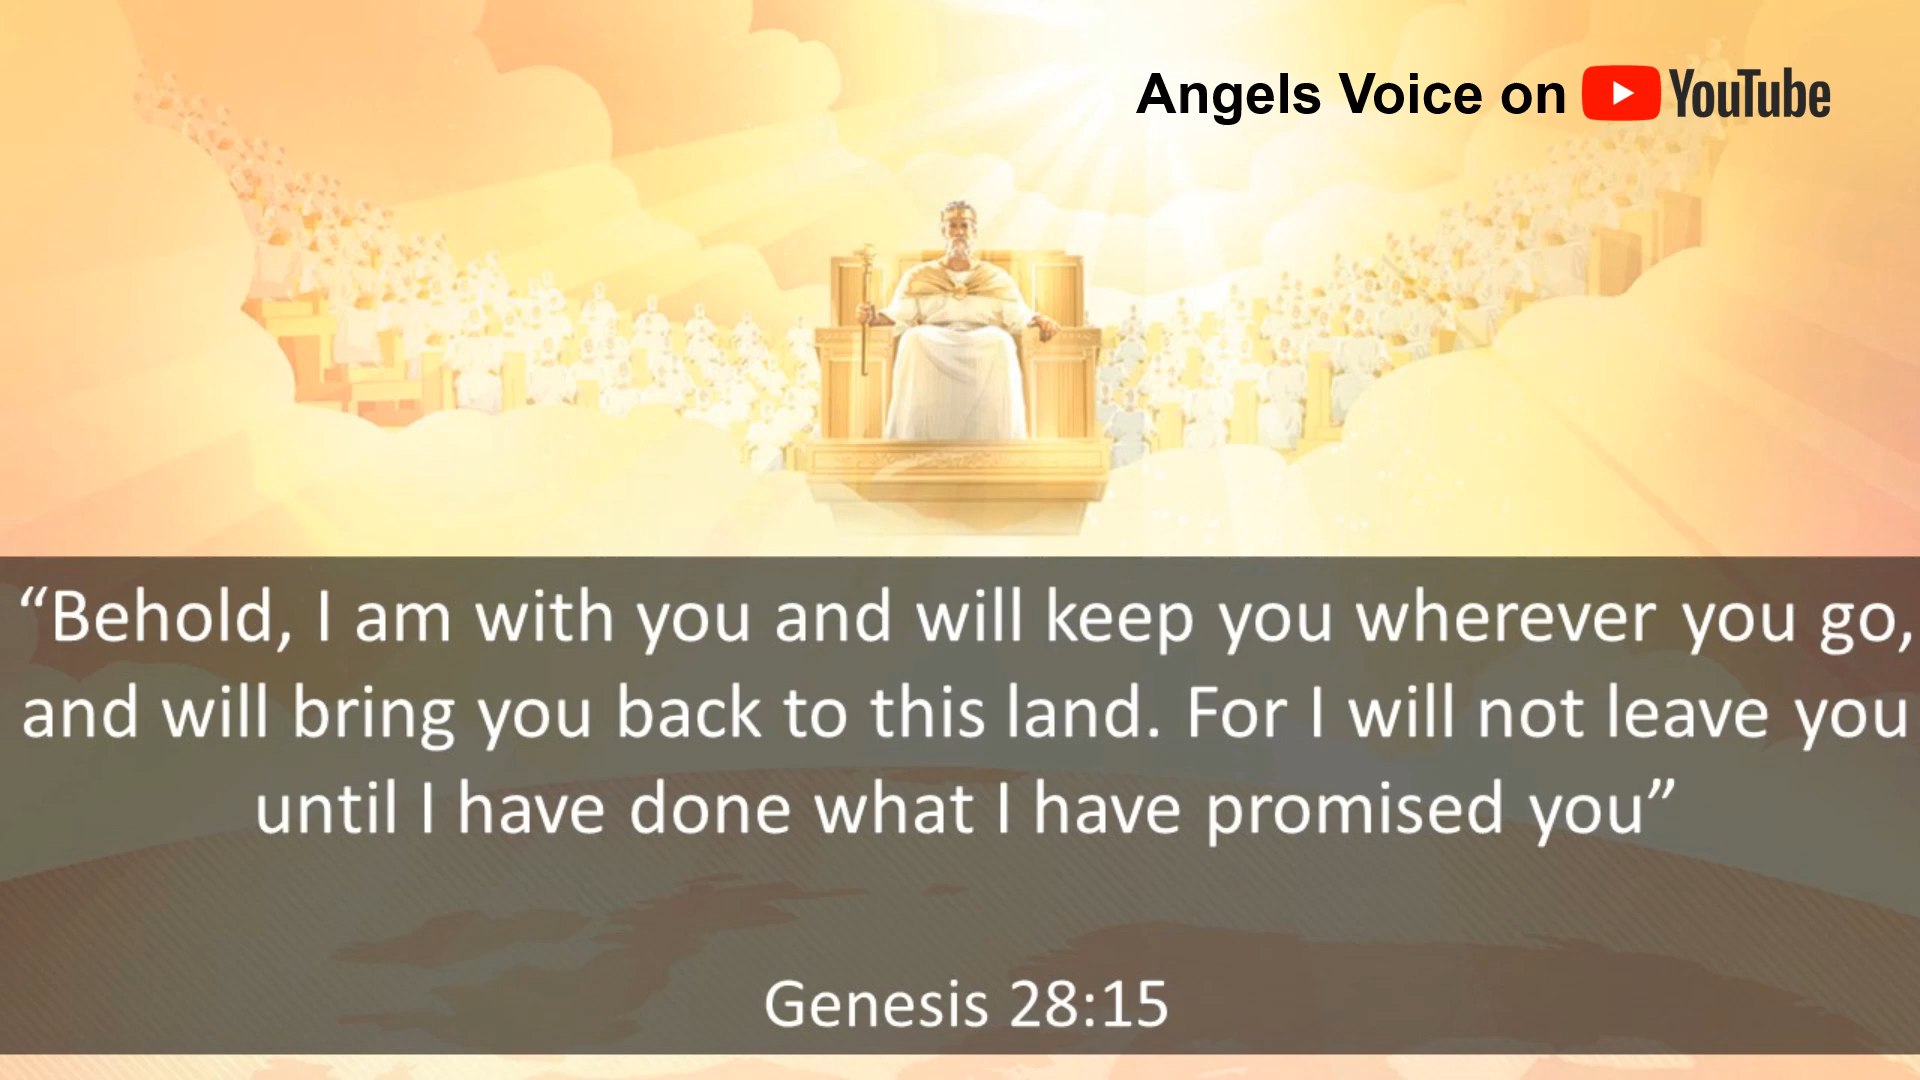 Angels Voice on YouTube
“Behold, I am with you and will keep you wherever you go,
and will bring you back to this land. For I will not leave you
until I have done what I have promised you”
Genesis 28:15